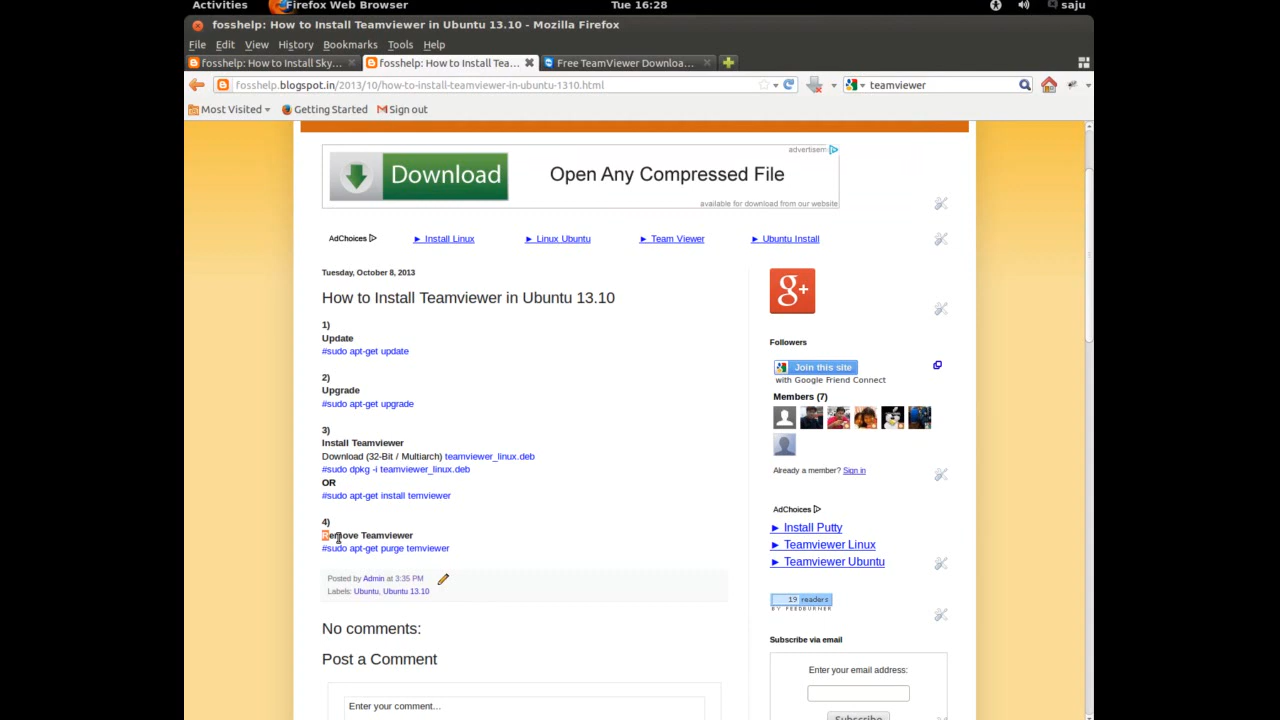 Activities Firefox Web Browser Tue 16:28 saju
fosshelp: How to Install Teamviewer in Ubuntu 13.10 - Mozilla Firefox
File Edit View History Bookmarks Tools Help
fosshelp: How to Install Sky... fosshelp: How to Install Tea... Free TeamViewer Downloa...
fosshelp.blogspot.in/2013/10/how-to-install-teamviewer-in-ubuntu-1310.html teamviewer
Most Visited Getting Started Sign out
advertisem
Download Open Any Compressed File
available for download from our website
AdChoices ► Install Linux ► Linux Ubuntu ► Team Viewer ► Ubuntu Install
Tuesday, October 8, 2013
How to Install Teamviewer in Ubuntu 13.10
1)
Update
#sudo apt-get update
2)
Upgrade
#sudo apt-get upgrade
3)
Install Teamviewer
Download (32-Bit / Multiarch) teamviewer_linux.deb
#sudo dpkg -i teamviewer_linux.deb
OR
#sudo apt-get install temviewer
4)
Remove Teamviewer
#sudo apt-get purge temviewer
Posted by Admin at 3:35 PM
Labels: Ubuntu, Ubuntu 13.10
No comments:
Post a Comment
Enter your comment...
g+
Followers
Join this site
with Google Friend Connect
Members (7)
Already a member? Sign in
AdChoices
► Install Putty
► Teamviewer Linux
► Teamviewer Ubuntu
19 readers
BY FEEDBURNER
Subscribe via email
Enter your email address:
Subscribe